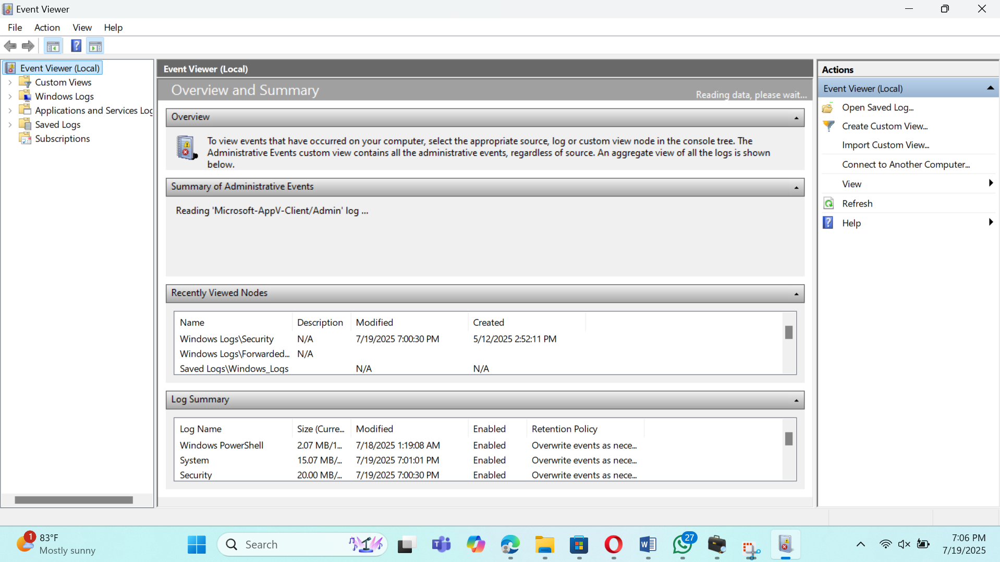 Event Viewer
File Action View Help
Event Viewer (Local)
Custom Views
Windows Logs
Applications and Services Log
Saved Logs
Subscriptions
Event Viewer (Local)
Overview and Summary
Reading data, please wait...
Overview
To view events that have occurred on your computer, select the appropriate source, log or custom view node in the console tree. The
Administrative Events custom view contains all the administrative events, regardless of source. An aggregate view of all the logs is shown
below.
Summary of Administrative Events
Reading 'Microsoft-AppV-Client/Admin' log ...
Recently Viewed Nodes
Name Description Modified Created
Windows Logs\Security N/A 7/19/2025 7:00:30 PM 5/12/2025 2:52:11 PM
Windows Logs\Forwarded... N/A
Saved Logs\Windows_Logs N/A N/A
Log Summary
Log Name Size (Curre... Modified Enabled Retention Policy
Windows PowerShell 2.07 MB/1... 7/18/2025 1:19:08 AM Enabled Overwrite events as nece...
System 15.07 MB/... 7/19/2025 7:01:01 PM Enabled Overwrite events as nece...
Security 20.00 MB/... 7/19/2025 7:00:30 PM Enabled Overwrite events as nece...
Actions
Event Viewer (Local)
Open Saved Log...
Create Custom View...
Import Custom View...
Connect to Another Computer...
View
Refresh
Help
1
83°F
Mostly sunny
Search
27
7:06 PM
7/19/2025